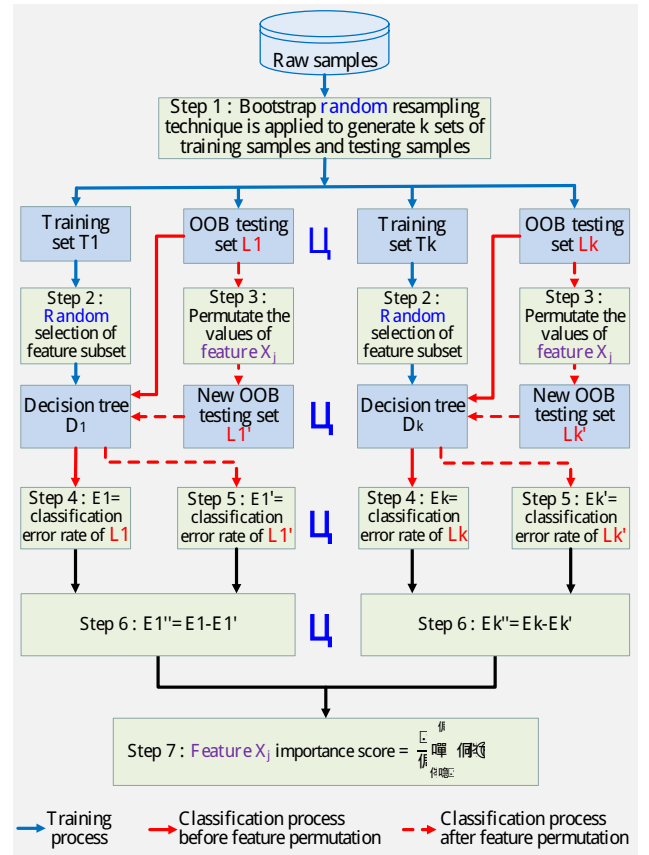 Raw samples
Step 1 : Bootstrap random resampling
technique is applied to generate k sets of
training samples and testing samples
Training
set T1
OOB testing
set L1
Ц
Training
set Tk
OOB testing
set Lk
Step 2 :
Random
selection of
feature subset
Step 3 :
Permutate the
values of
feature Xj
Step 2 :
Random
selection of
feature subset
Step 3 :
Permutate the
values of
feature Xj
Decision tree
D1
New OOB
testing set
L1'
Ц
Decision tree
Dk
New OOB
testing set
Lk'
Step 4 : E1=
classification
error rate of L1
Step 5 : E1'=
classification
error rate of L1'
Ц
Step 4 : Ek=
classification
error rate of Lk
Step 5 : Ek'=
classification
error rate of Lk'
Step 6 : E1''=E1-E1'
Ц
Step 6 : Ek''=Ek-Ek'
Step 7 : Feature Xj importance score =
Training
process
Classification process
before feature permutation
Classification process
after feature permutation